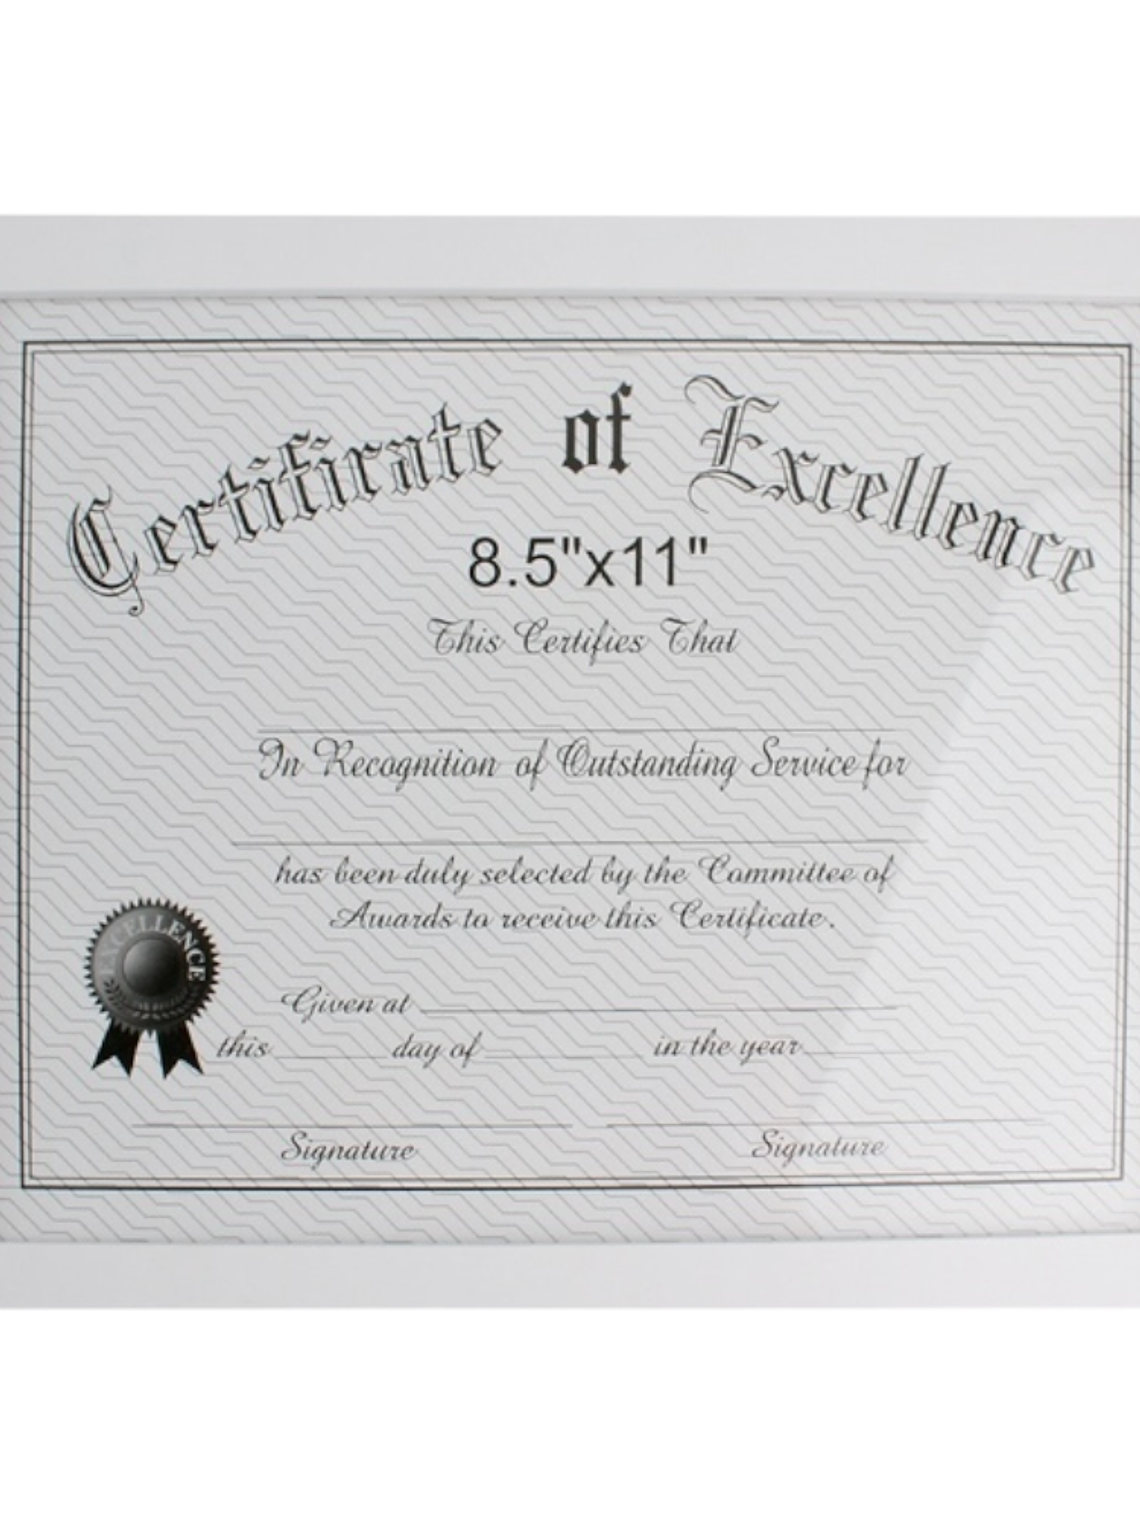 Certificate of Excellence
8.5"x11"
This Certifies That
In Recognition of Outstanding Service for
has been duly selected by the Committee of
Awards to receive this Certificate.
EXCELLENCE
Given at
this day of in the year
Signature Signature